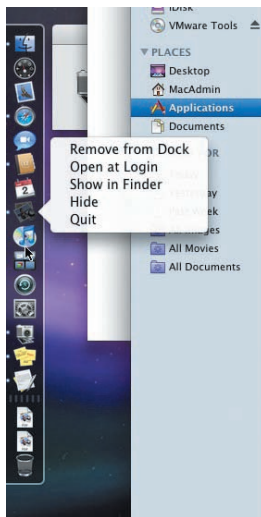 iDisk
VMware Tools
PLACES
Desktop
MacAdmin
Applications
Documents
Remove from Dock
Open at Login
Show in Finder
Hide
Quit
2
All Movies
All Documents